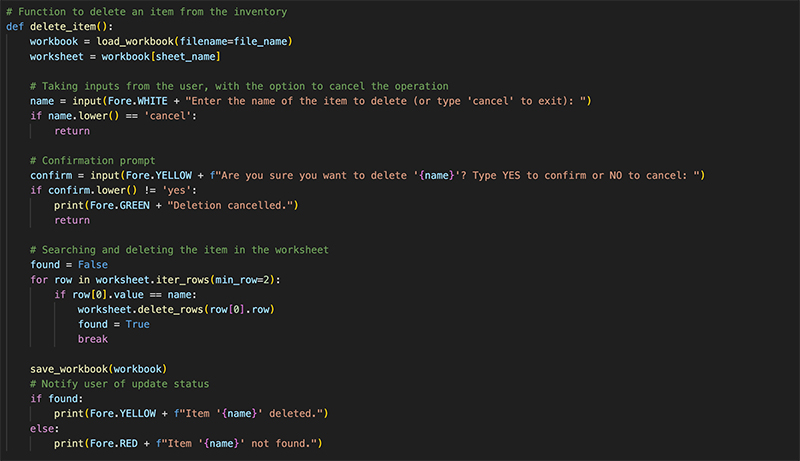 # Function to delete an item from the inventory
def delete_item():
    workbook = load_workbook(filename=file_name)
    worksheet = workbook[sheet_name]

    # Taking inputs from the user, with the option to cancel the operation
    name = input(Fore.WHITE + "Enter the name of the item to delete (or type 'cancel' to exit): ")
    if name.lower() == 'cancel':
        return

    # Confirmation prompt
    confirm = input(Fore.YELLOW + f"Are you sure you want to delete '{name}'? Type YES to confirm or NO to cancel: ")
    if confirm.lower() != 'yes':
        print(Fore.GREEN + "Deletion cancelled.")
        return

    # Searching and deleting the item in the worksheet
    found = False
    for row in worksheet.iter_rows(min_row=2):
        if row[0].value == name:
            worksheet.delete_rows(row[0].row)
            found = True
            break

    save_workbook(workbook)
    # Notify user of update status
    if found:
        print(Fore.YELLOW + f"Item '{name}' deleted.")
    else:
        print(Fore.RED + f"Item '{name}' not found.")